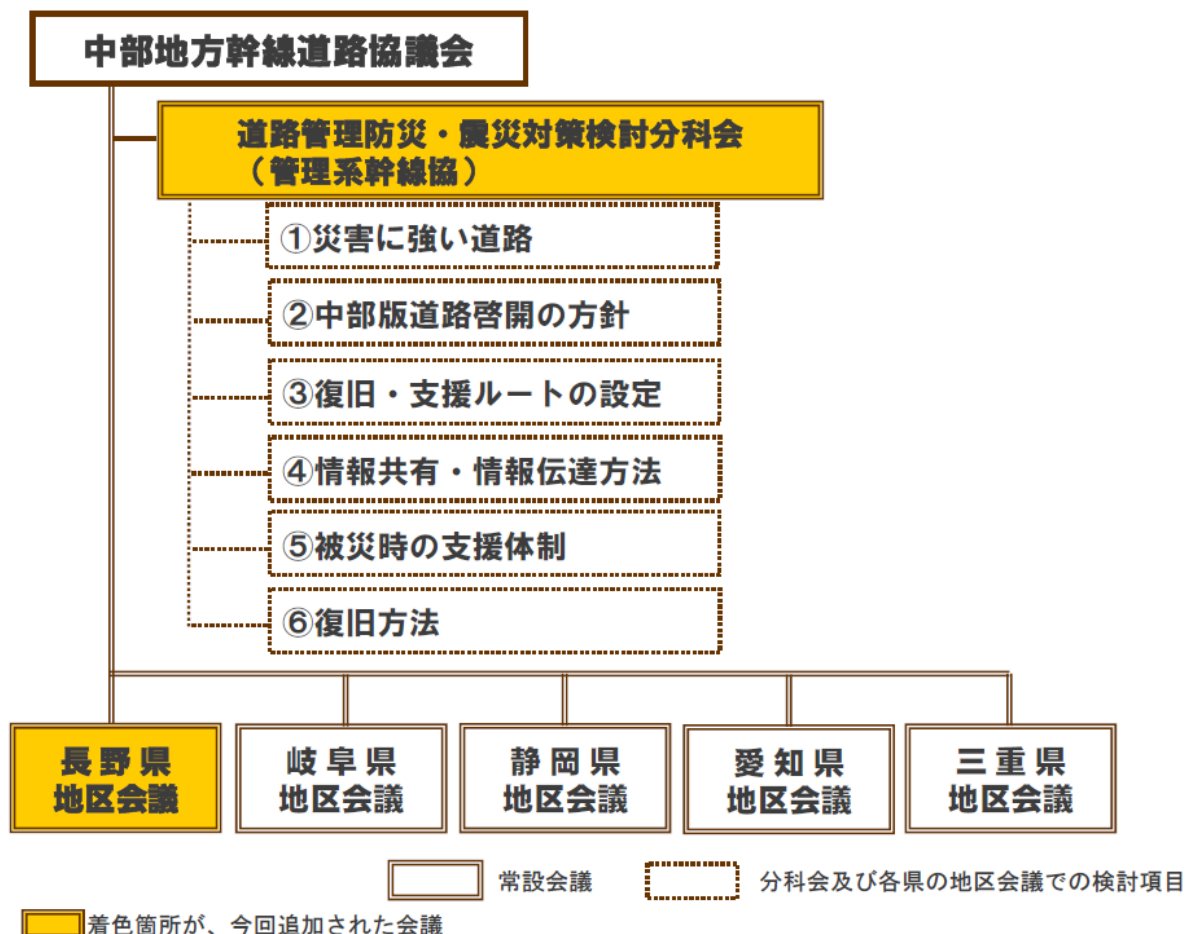 中部地方幹線道路協議会
道路管理防災・震災対策検討分科会
（管理系幹線協）
①災害に強い道路
②中部版道路啓開の方針
③復旧・支援ルートの設定
④情報共有・情報伝達方法
⑤被災時の支援体制
⑥復旧方法
長野県
地区会議
岐阜県
地区会議
静岡県
地区会議
愛知県
地区会議
三重県
地区会議
常設会議
分科会及び各県の地区会議での検討項目
着色箇所が、今回追加された会議